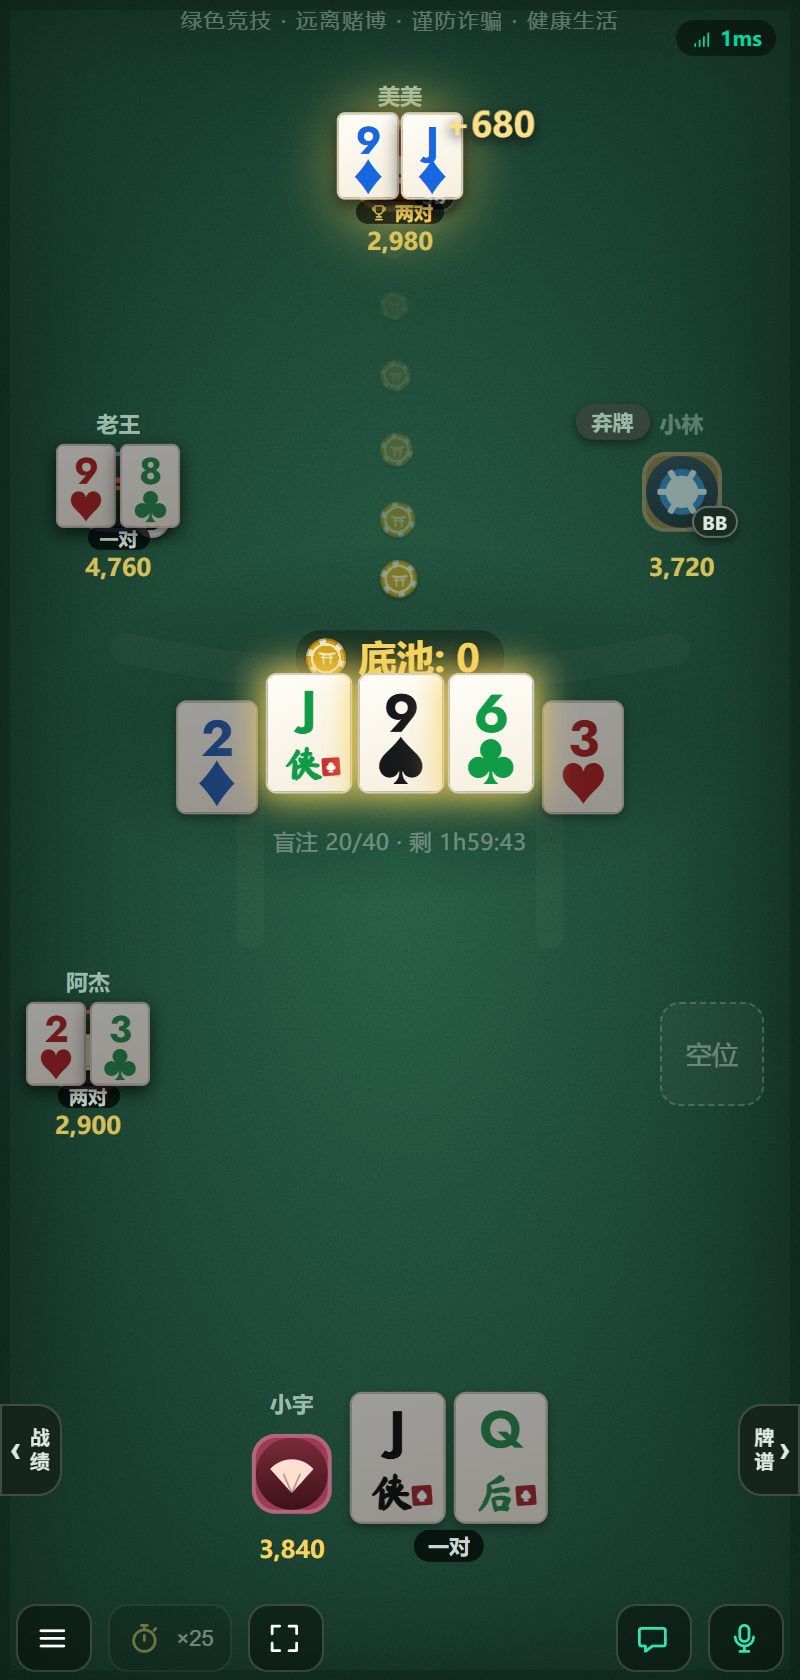 绿色竞技 · 远离赌博 · 谨防诈骗 · 健康生活
1ms
美美
9 J
+680
两对
2,980
老王
9 8
一对
4,760
弃牌 小林
BB
3,720
底池: 0
2 J侠 9 6 3
盲注 20/40 · 剩 1h59:43
阿杰
2 3
两对
2,900
空位
小宇
J侠 Q后
3,840
一对
战绩
牌谱
×25